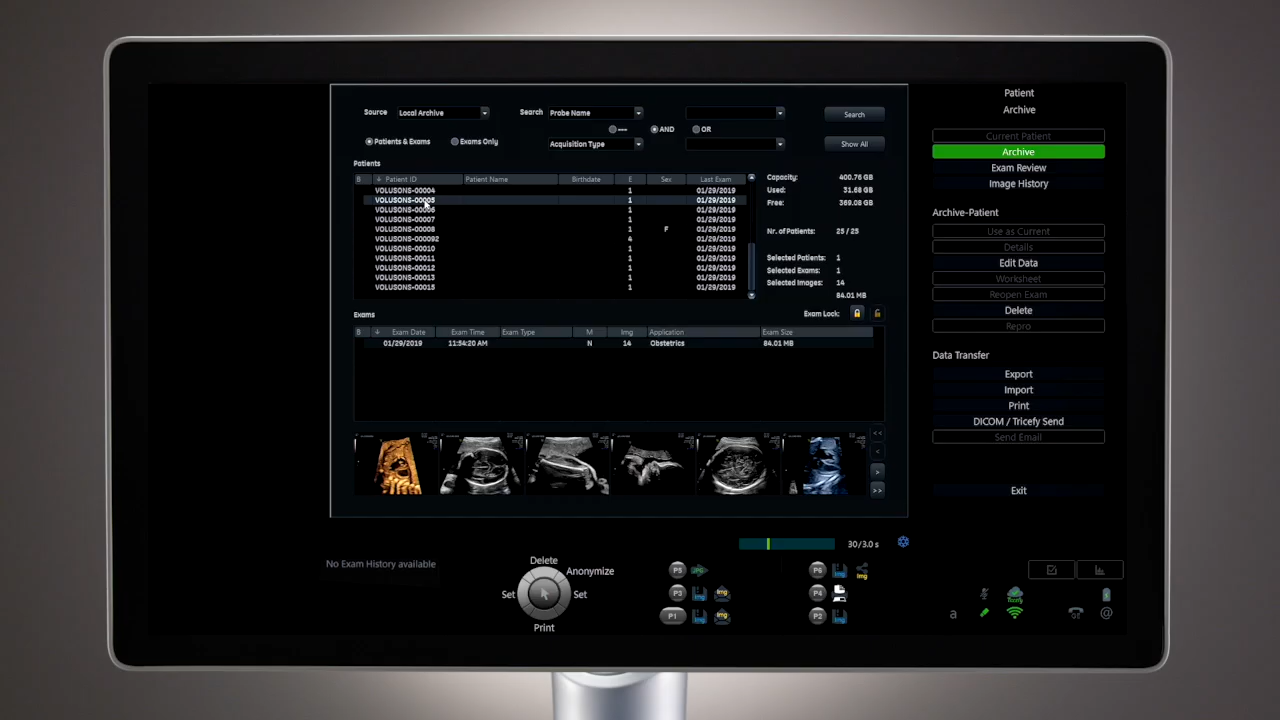 Patient
Archive
Source Local Archive Search Probe Name Search
--- AND OR
Patients & Exams Exams Only Acquisition Type Show All
Patients
B Patient ID Patient Name Birthdate E Sex Last Exam
VOLUSONS-00004 1 01/29/2019
VOLUSONS-00005 1 01/29/2019
VOLUSONS-00006 1 01/29/2019
VOLUSONS-00007 1 01/29/2019
VOLUSONS-00008 1 F 01/29/2019
VOLUSONS-000092 4 01/29/2019
VOLUSONS-00010 1 01/29/2019
VOLUSONS-00011 1 01/29/2019
VOLUSONS-00012 1 01/29/2019
VOLUSONS-00013 1 01/29/2019
VOLUSONS-00015 1 01/29/2019
Capacity: 400.76 GB
Used: 31.68 GB
Free: 369.08 GB
Nr. of Patients: 25 / 25
Selected Patients: 1
Selected Exams: 1
Selected Images: 14
84.01 MB
Exams
Exam Lock:
B Exam Date Exam Time Exam Type M Img Application Exam Size
01/29/2019 11:54:20 AM N 14 Obstetrics 84.01 MB
<<
<
>
>>
Current Patient
Archive
Exam Review
Image History
Archive-Patient
Use as Current
Details
Edit Data
Worksheet
Reopen Exam
Delete
Repro
Data Transfer
Export
Import
Print
DICOM / Tricefy Send
Send Email
Exit
30/3.0 s
No Exam History available
Delete
Anonymize
Set Set
Print
P5 JPG P6 Img Img
P3 Img Img P4
P1 Img Img P2 Img
Tricefy
a @